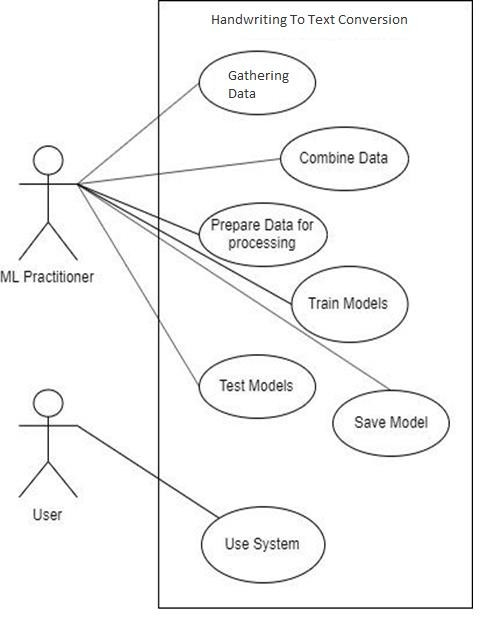 Handwriting To Text Conversion
Gathering
Data
Combine Data
Prepare Data for
processing
ML Practitioner
Train Models
Test Models
Save Model
User
Use System